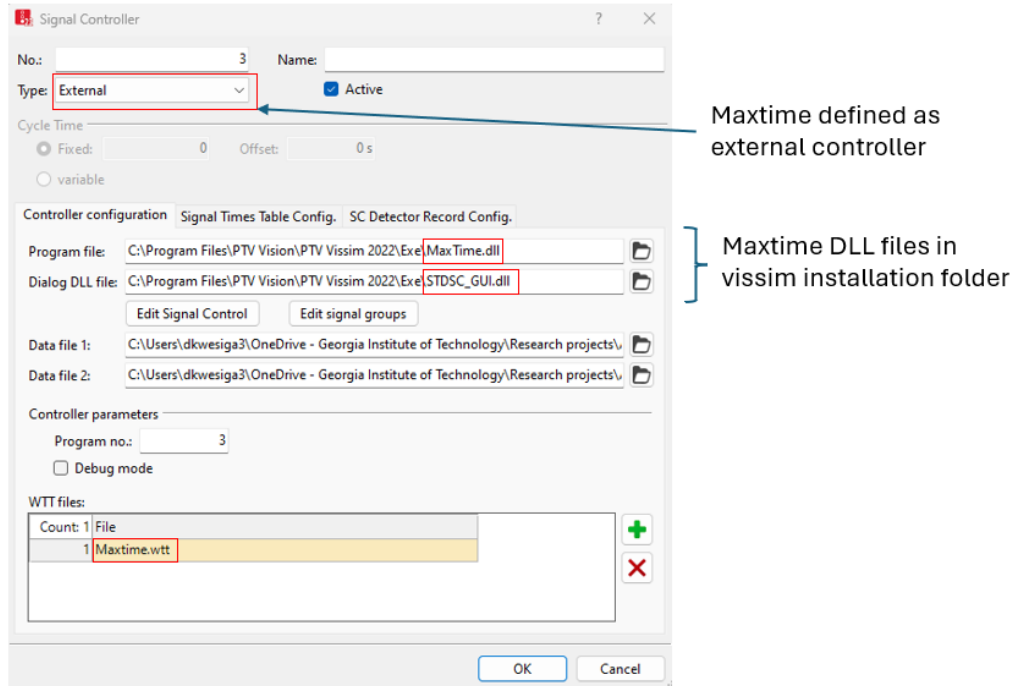 Signal Controller ? ×
No.: 3 Name:
Type: External Active
Cycle Time
Fixed: 0 Offset: 0 s
variable
Controller configuration Signal Times Table Config. SC Detector Record Config.
Program file: C:\Program Files\PTV Vision\PTV Vissim 2022\Exe\MaxTime.dll
Dialog DLL file: C:\Program Files\PTV Vision\PTV Vissim 2022\Exe\STDSC_GUI.dll
Edit Signal Control Edit signal groups
Data file 1: C:\Users\dkwesiga3\OneDrive - Georgia Institute of Technology\Research projects\
Data file 2: C:\Users\dkwesiga3\OneDrive - Georgia Institute of Technology\Research projects\
Controller parameters
Program no.: 3
Debug mode
WTT files:
Count: 1 File
1 Maxtime.wtt
OK Cancel
Maxtime defined as
external controller
Maxtime DLL files in
vissim installation folder